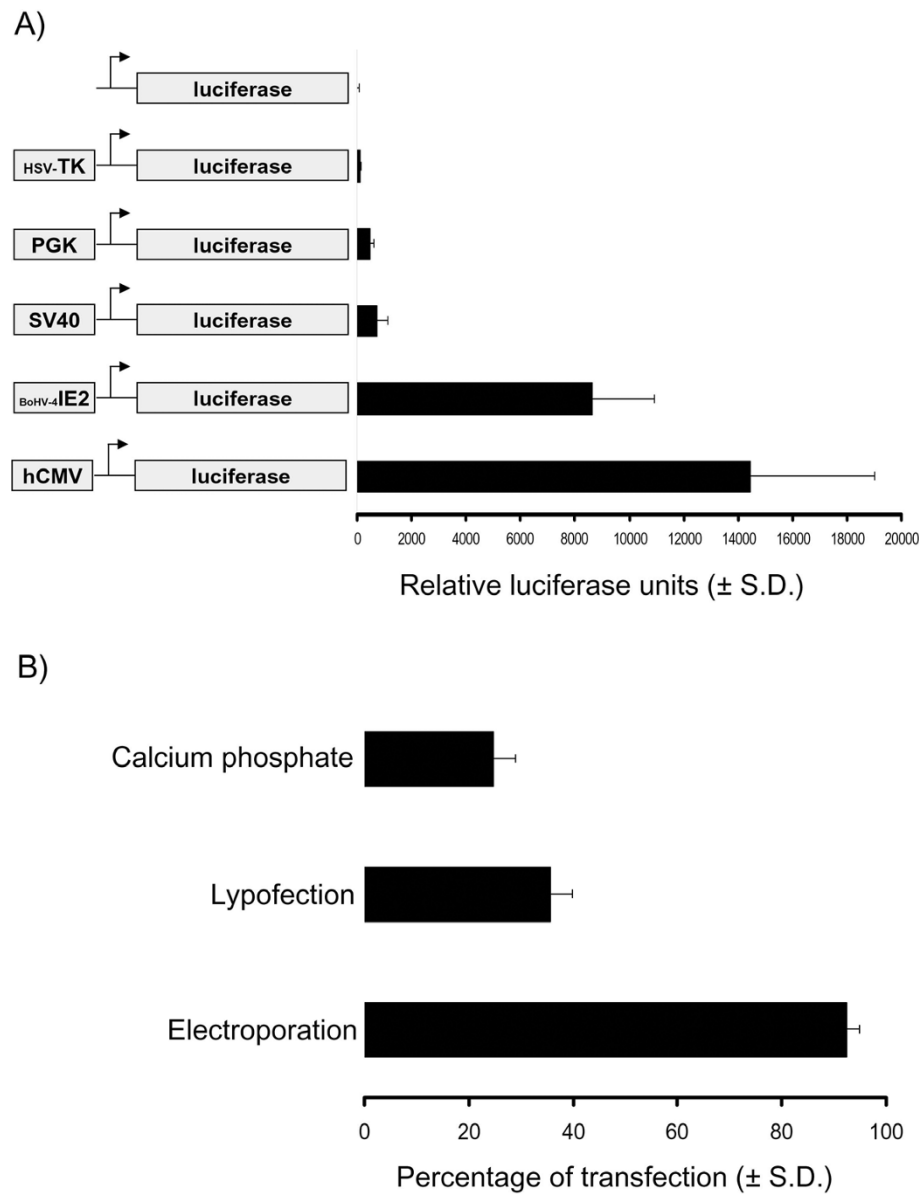 A)
luciferase
HSV-TK luciferase
PGK luciferase
SV40 luciferase
BoHV-4IE2 luciferase
hCMV luciferase
0 2000 4000 6000 8000 10000 12000 14000 16000 18000 20000
Relative luciferase units (± S.D.)
B)
Calcium phosphate
Lypofection
Electroporation
0 20 40 60 80 100
Percentage of transfection (± S.D.)